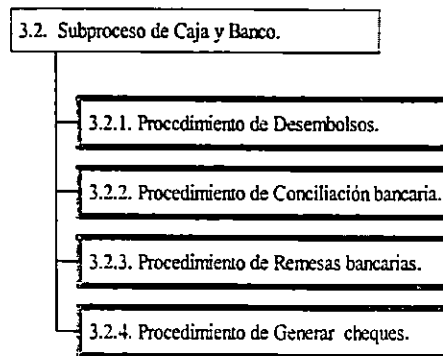 3.2. Subproceso de Caja y Banco.
3.2.1. Procedimiento de Desembolsos.
3.2.2. Procedimiento de Conciliación bancaria.
3.2.3. Procedimiento de Remesas bancarias.
3.2.4. Procedimiento de Generar cheques.